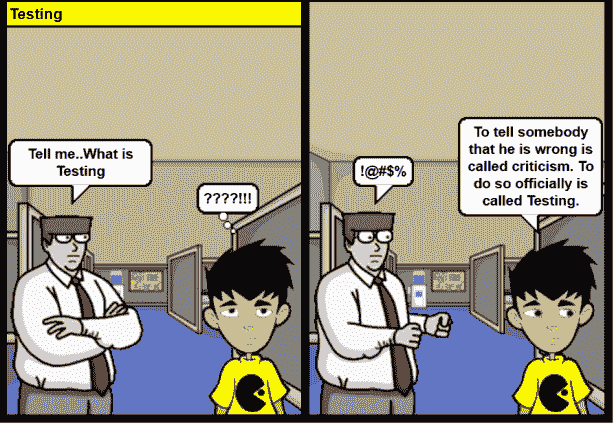 Testing
Tell me..What is
Testing
????!!!
!@#$%
To tell somebody
that he is wrong is
called criticism. To
do so officially is
called Testing.